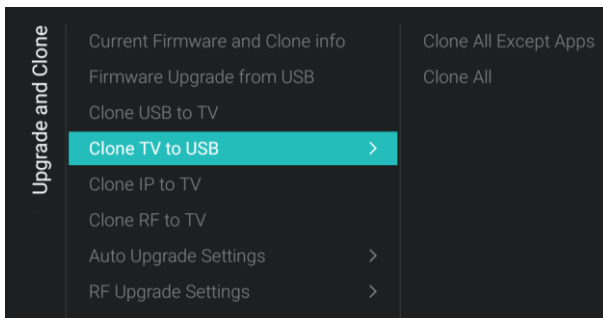 Upgrade and Clone
Current Firmware and Clone info
Firmware Upgrade from USB
Clone USB to TV
Clone TV to USB
Clone IP to TV
Clone RF to TV
Auto Upgrade Settings
RF Upgrade Settings
Clone All Except Apps
Clone All